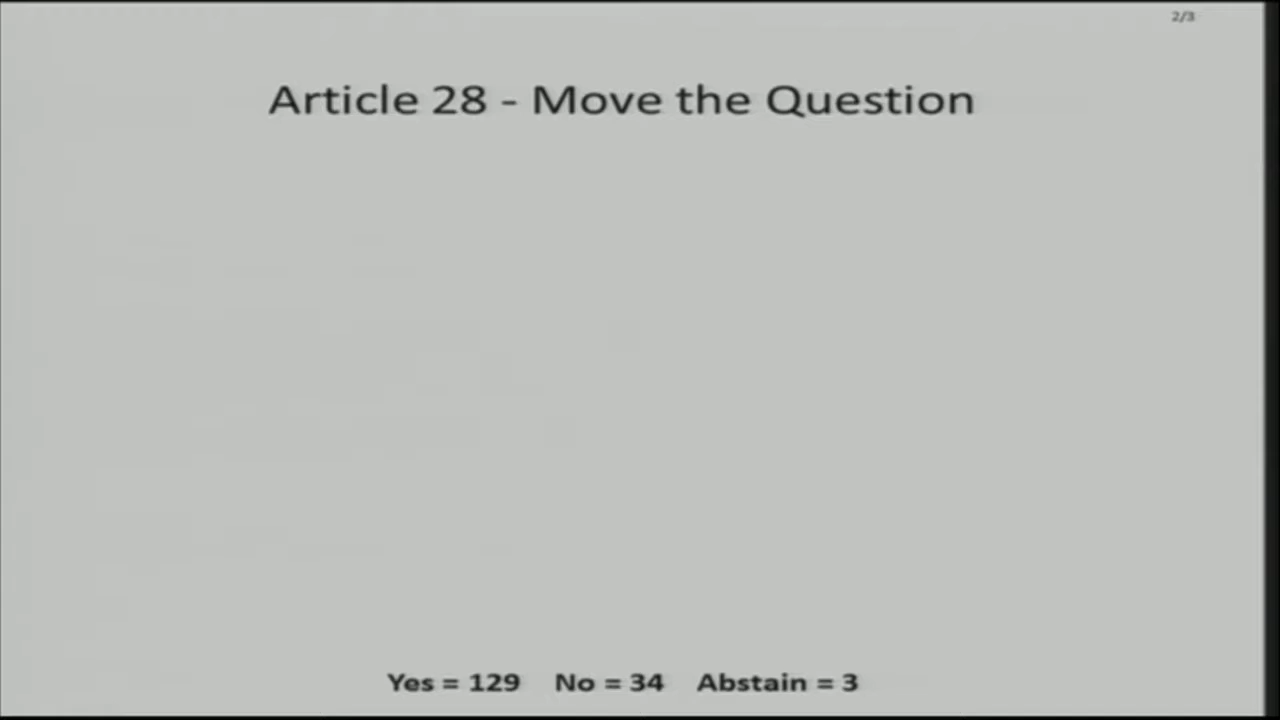 2/3
Article 28 - Move the Question
Yes = 129 No = 34 Abstain = 3